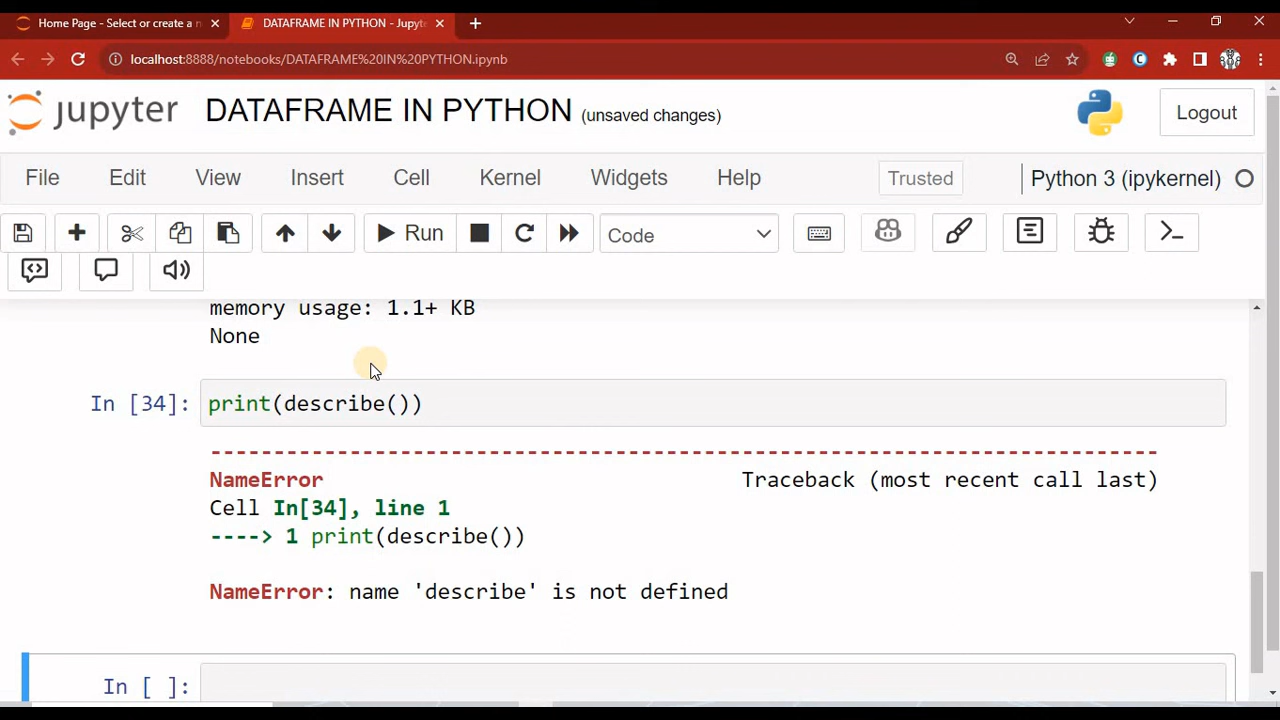 Home Page - Select or create a n
DATAFRAME IN PYTHON - Jupyt
localhost:8888/notebooks/DATAFRAME%20IN%20PYTHON.ipynb
jupyter DATAFRAME IN PYTHON (unsaved changes) Logout
File Edit View Insert Cell Kernel Widgets Help Trusted Python 3 (ipykernel)
Run Code
memory usage: 1.1+ KB
None
In [34]: print(describe())
---------------------------------------------------------------------------
NameError Traceback (most recent call last)
Cell In[34], line 1
----> 1 print(describe())
NameError: name 'describe' is not defined
In [ ]: